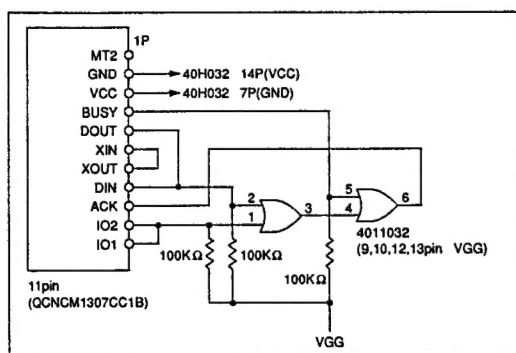 1P
MT2
GND
40H032 14P(VCC)
VCC
40H032 7P(GND)
BUSY
DOUT
XIN
XOUT
DIN
ACK
IO2
IO1
2
1
3
5
4
6
4011032
(9,10,12,13pin VGG)
100KΩ
100KΩ
100KΩ
11pin
(QCNCM1307CC1B)
VGG